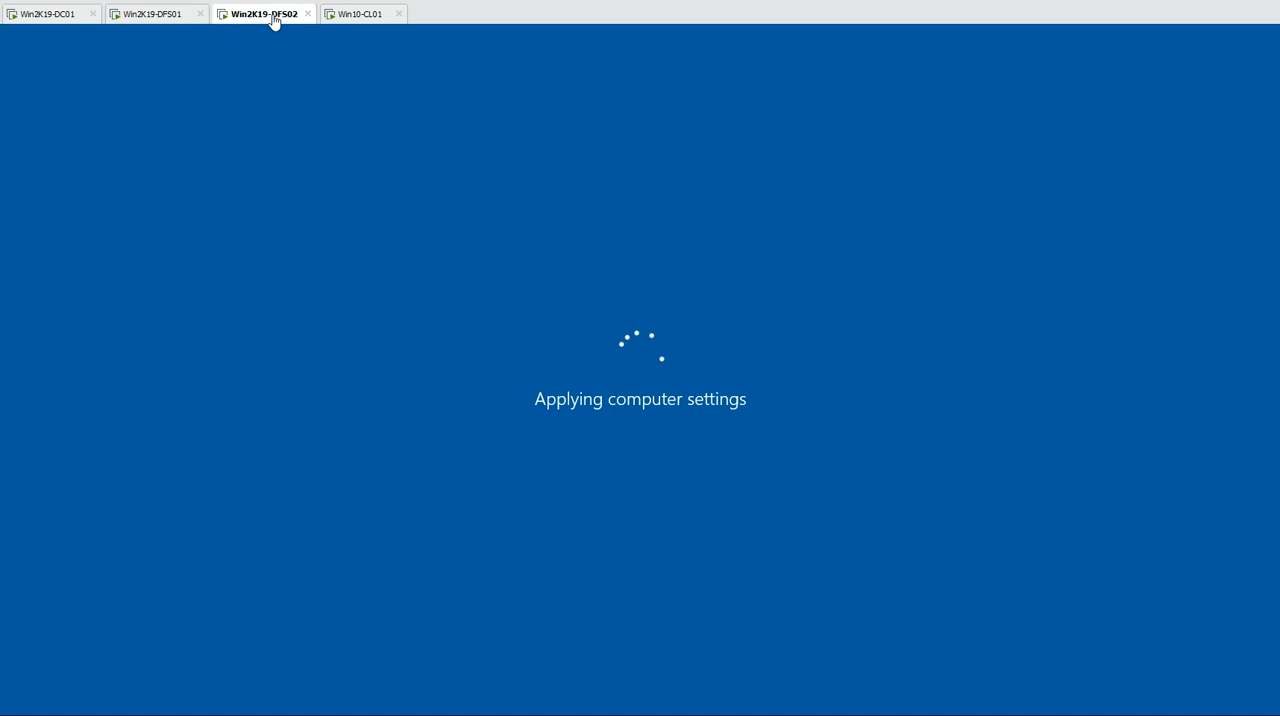 Win2K19-DC01
Win2K19-DFS01
Win2K19-DFS02
Win10-CL01
Applying computer settings